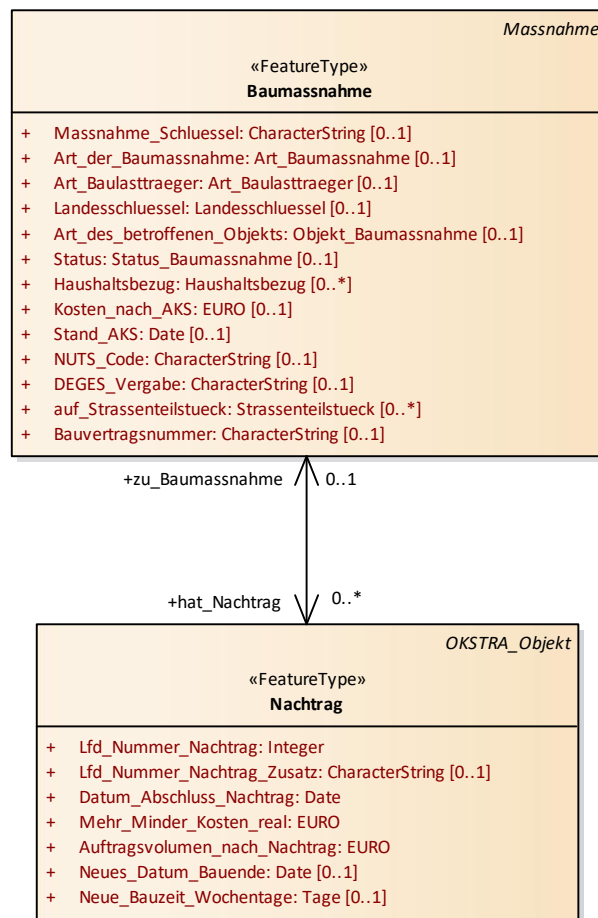 Massnahme
«FeatureType»
Baumassnahme
+ Massnahme_Schluessel: CharacterString [0..1]
+ Art_der_Baumassnahme: Art_Baumassnahme [0..1]
+ Art_Baulasttraeger: Art_Baulasttraeger [0..1]
+ Landesschluessel: Landesschluessel [0..1]
+ Art_des_betroffenen_Objekts: Objekt_Baumassnahme [0..1]
+ Status: Status_Baumassnahme [0..1]
+ Haushaltsbezug: Haushaltsbezug [0..*]
+ Kosten_nach_AKS: EURO [0..1]
+ Stand_AKS: Date [0..1]
+ NUTS_Code: CharacterString [0..1]
+ DEGES_Vergabe: CharacterString [0..1]
+ auf_Strassenteilstueck: Strassenteilstueck [0..*]
+ Bauvertragsnummer: CharacterString [0..1]
+zu_Baumassnahme 0..1
+hat_Nachtrag 0..*
OKSTRA_Objekt
«FeatureType»
Nachtrag
+ Lfd_Nummer_Nachtrag: Integer
+ Lfd_Nummer_Nachtrag_Zusatz: CharacterString [0..1]
+ Datum_Abschluss_Nachtrag: Date
+ Mehr_Minder_Kosten_real: EURO
+ Auftragsvolumen_nach_Nachtrag: EURO
+ Neues_Datum_Bauende: Date [0..1]
+ Neue_Bauzeit_Wochentage: Tage [0..1]